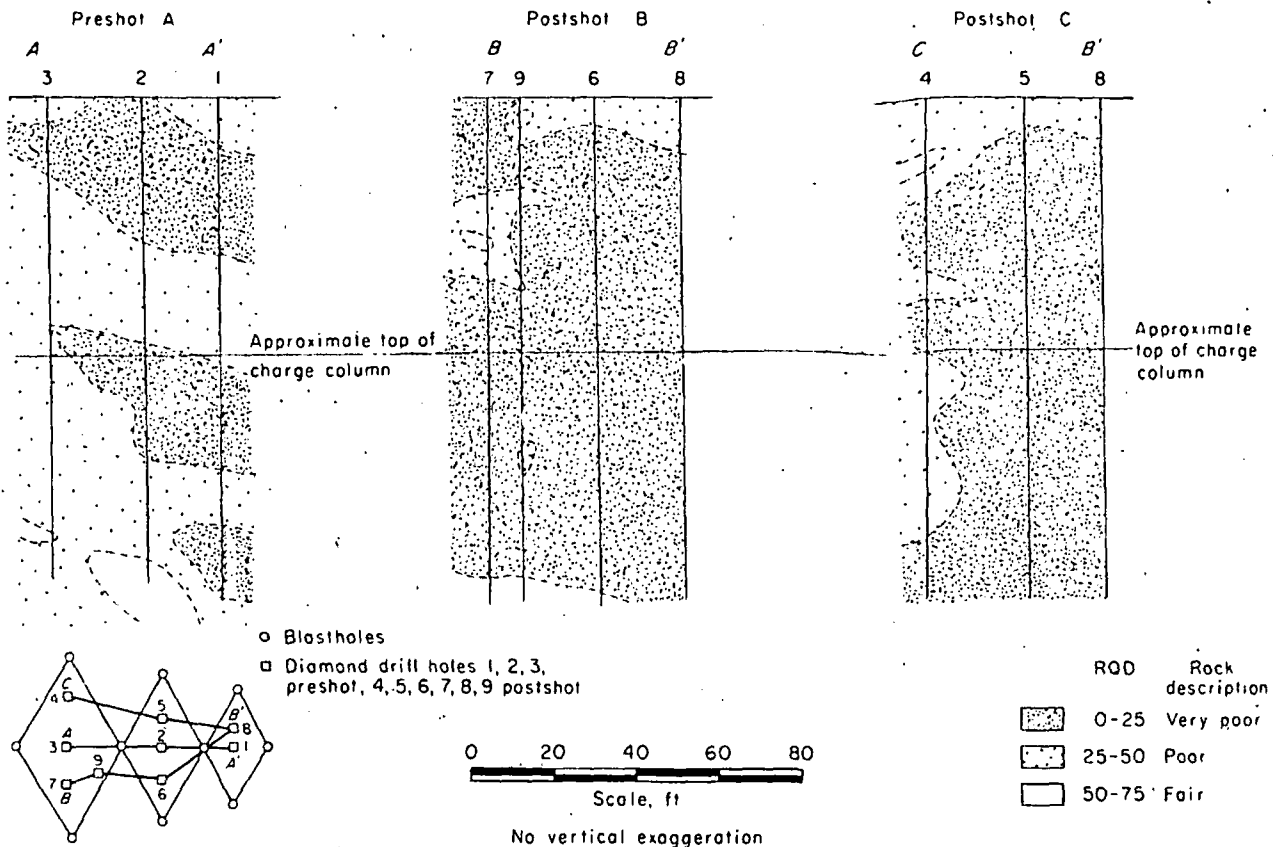 Preshot A
A A'
3 2 1
Postshot B
B B'
7 9 6 8
Postshot C
C B'
4 5 8
Approximate top of
charge column
Approximate
top of charge
column
Blastholes
Diamond drill holes 1, 2, 3,
preshot, 4, 5, 6, 7, 8, 9 postshot
C
4
5
B'
8
A
3
2
1
A'
9
7
B
6
0 20 40 60 80
Scale, ft
No vertical exaggeration
RQD Rock
description
0-25 Very poor
25-50 Poor
50-75 Fair